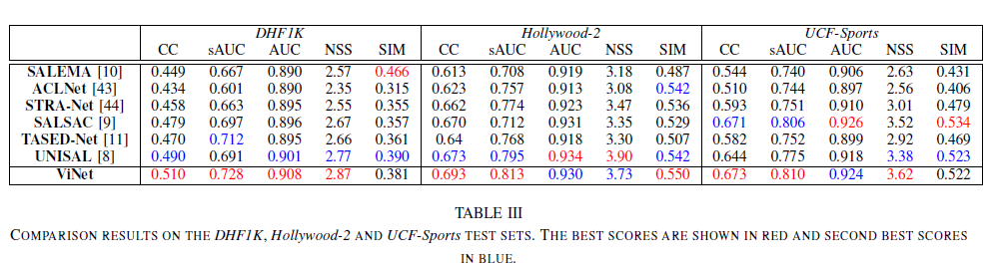 DHF1K Hollywood-2 UCF-Sports
CC sAUC AUC NSS SIM CC sAUC AUC NSS SIM CC sAUC AUC NSS SIM
SALEMA [10] 0.449 0.667 0.890 2.57 0.466 0.613 0.708 0.919 3.18 0.487 0.544 0.740 0.906 2.63 0.431
ACLNet [43] 0.434 0.601 0.890 2.35 0.315 0.623 0.757 0.913 3.08 0.542 0.510 0.744 0.897 2.56 0.406
STRA-Net [44] 0.458 0.663 0.895 2.55 0.355 0.662 0.774 0.923 3.47 0.536 0.593 0.751 0.910 3.01 0.479
SALSAC [9] 0.479 0.697 0.896 2.67 0.357 0.670 0.712 0.931 3.35 0.529 0.671 0.806 0.926 3.52 0.534
TASED-Net [11] 0.470 0.712 0.895 2.66 0.361 0.64 0.768 0.918 3.30 0.507 0.582 0.752 0.899 2.92 0.469
UNISAL [8] 0.490 0.691 0.901 2.77 0.390 0.673 0.795 0.934 3.90 0.542 0.644 0.775 0.918 3.38 0.523
ViNet 0.510 0.728 0.908 2.87 0.381 0.693 0.813 0.930 3.73 0.550 0.673 0.810 0.924 3.62 0.522
TABLE III
COMPARISON RESULTS ON THE DHF1K, Hollywood-2 AND UCF-Sports TEST SETS. THE BEST SCORES ARE SHOWN IN RED AND SECOND BEST SCORES
IN BLUE.